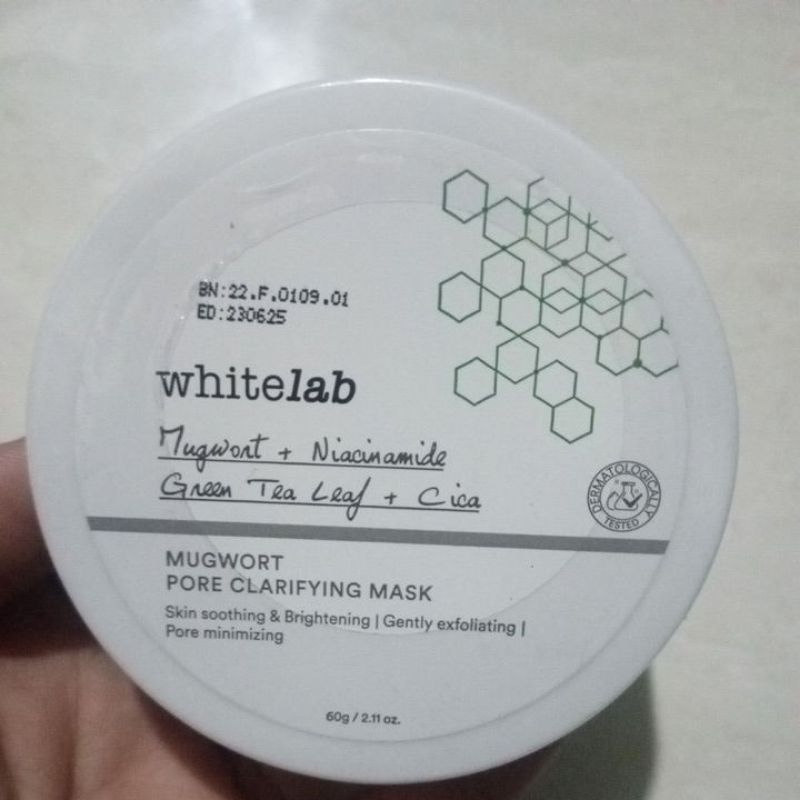 BN:22.F.0109.01
ED:230625
whitelab
Mugwort + Niacinamide
Green Tea Leaf + Cica
DERMATOLOGICALLY
TESTED
MUGWORT
PORE CLARIFYING MASK
Skin soothing & Brightening | Gently exfoliating |
Pore minimizing
60g / 2.11 oz.